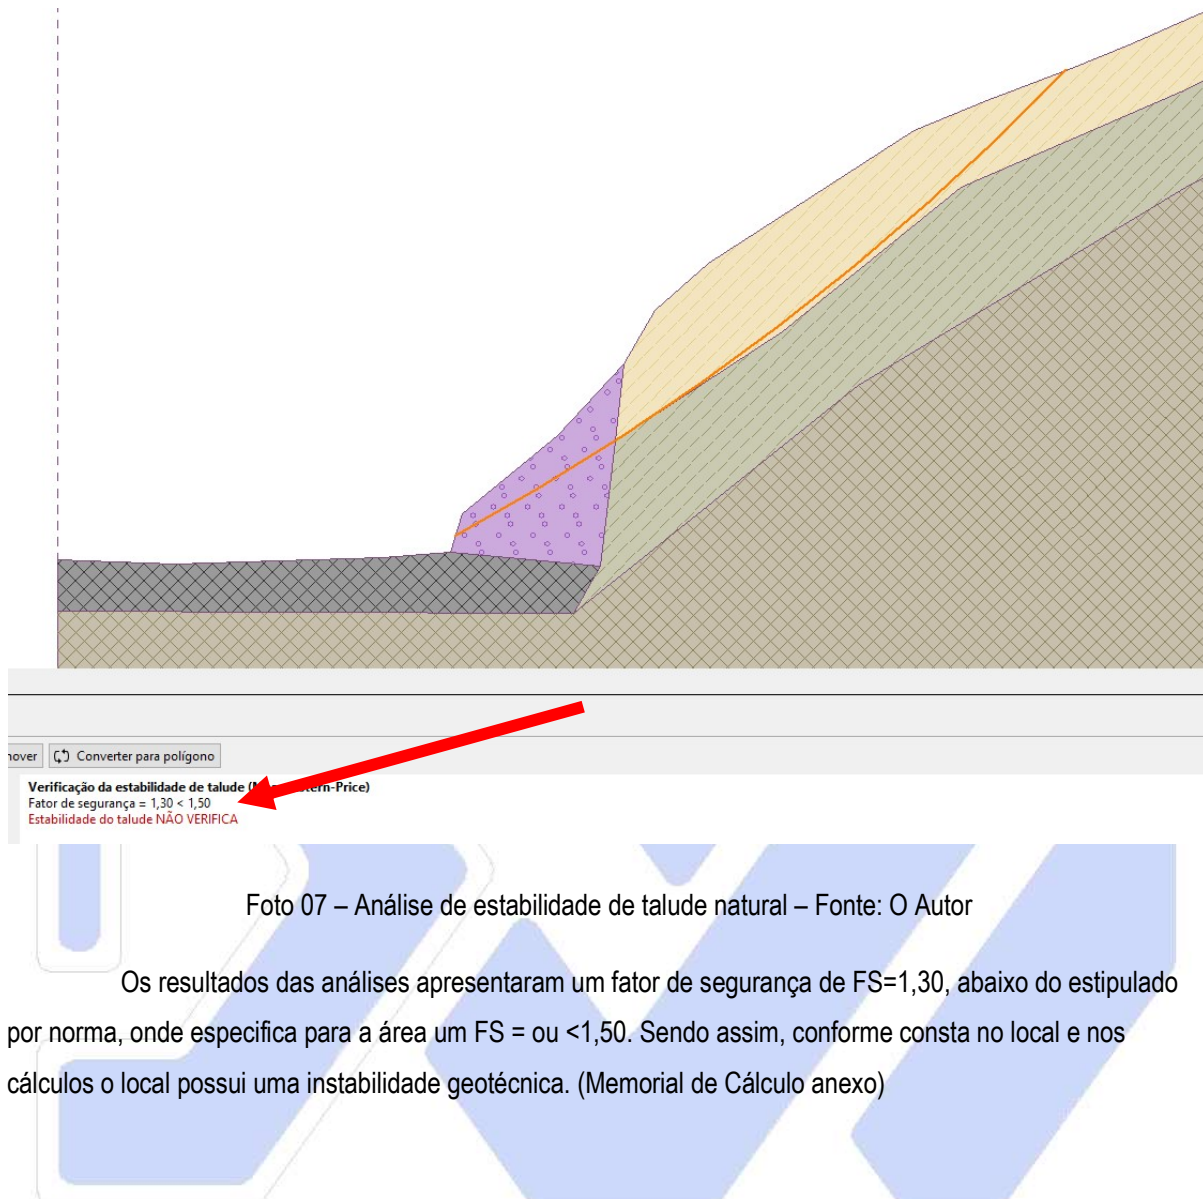 nover
Converter para polígono
Verificação da estabilidade de talude
tern-Price)
Fator de segurança = 1,30 < 1,50
Estabilidade do talude NÃO VERIFICA
Foto 07 – Análise de estabilidade de talude natural – Fonte: O Autor
Os resultados das análises apresentaram um fator de segurança de FS=1,30, abaixo do estipulado
por norma, onde especifica para a área um FS = ou <1,50. Sendo assim, conforme consta no local e nos
cálculos o local possui uma instabilidade geotécnica. (Memorial de Cálculo anexo)